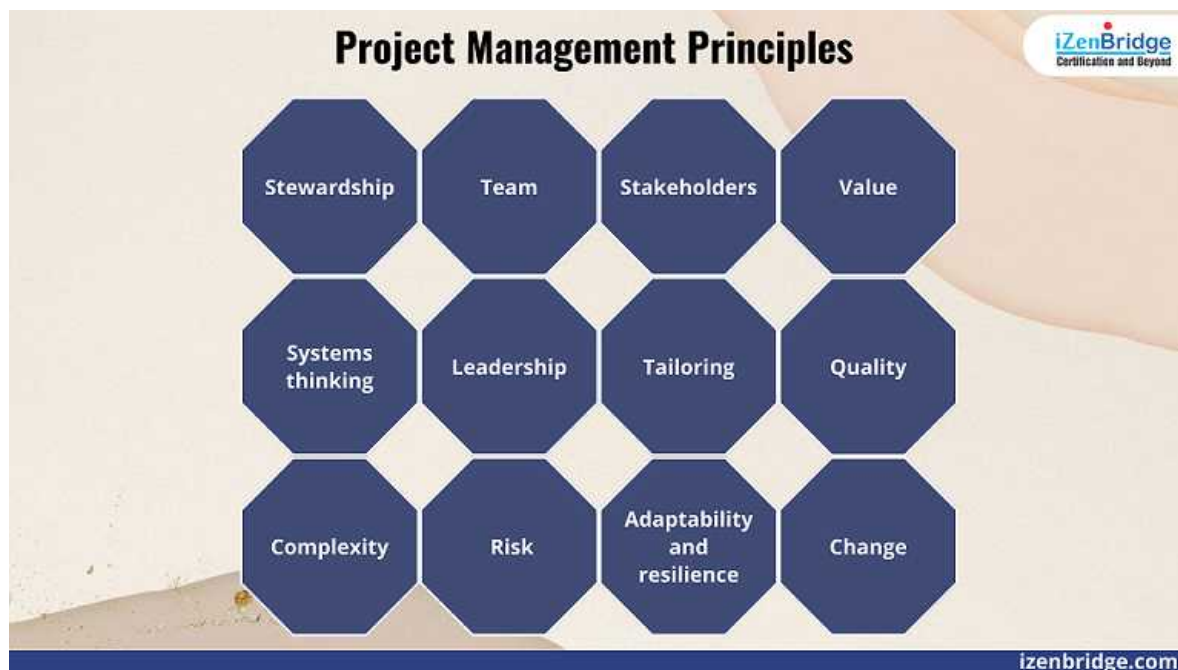 Project Management Principles
iZenBridge
Certification and Beyond
Stewardship
Team
Stakeholders
Value
Systems
thinking
Leadership
Tailoring
Quality
Complexity
Risk
Adaptability
and
resilience
Change
izenbridge.com